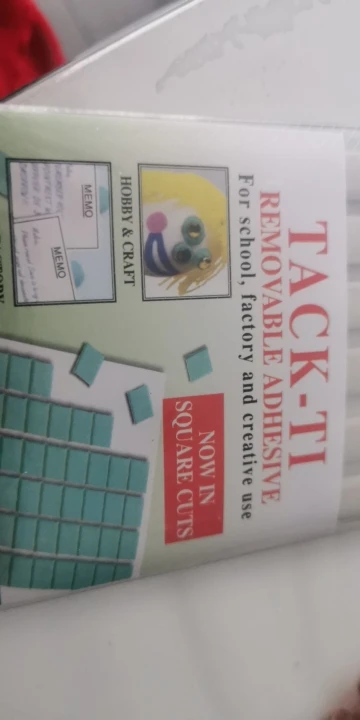 TACK-TI
REMOVABLE ADHESIVE
For school, factory and creative use
NOW IN
SQUARE CUTS
HOBBY & CRAFT
MEMO
MEMO